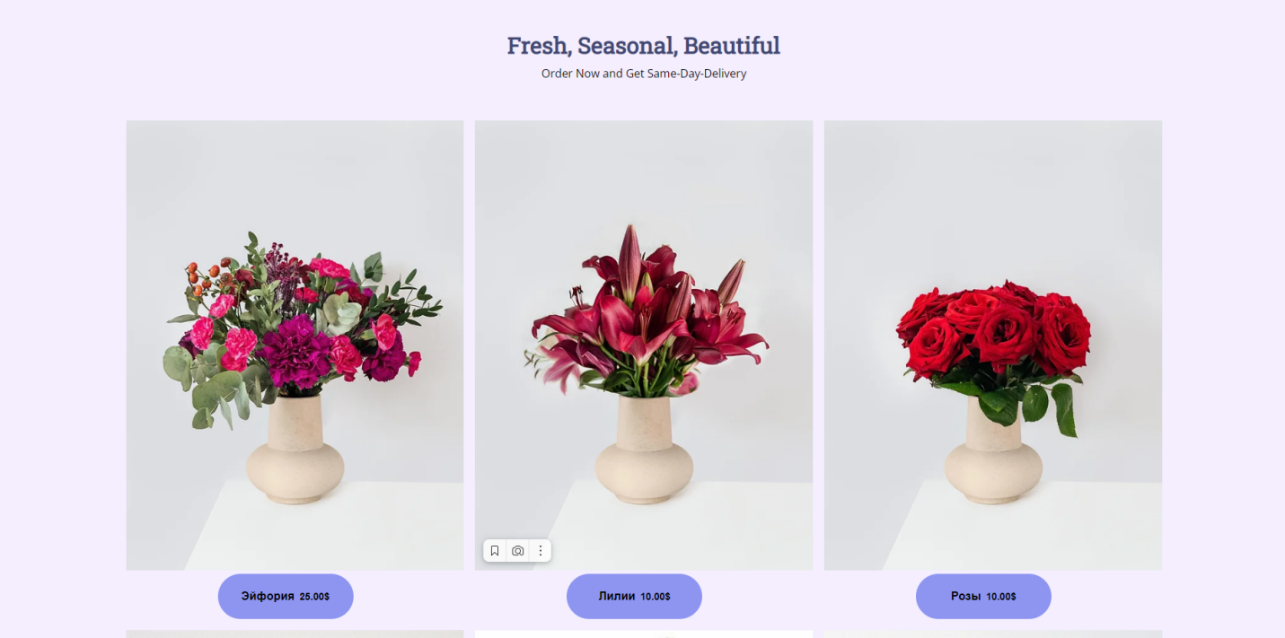 Fresh, Seasonal, Beautiful
Order Now and Get Same-Day-Delivery
Эйфория 25.00$
Лилии 10.00$
Розы 10.00$